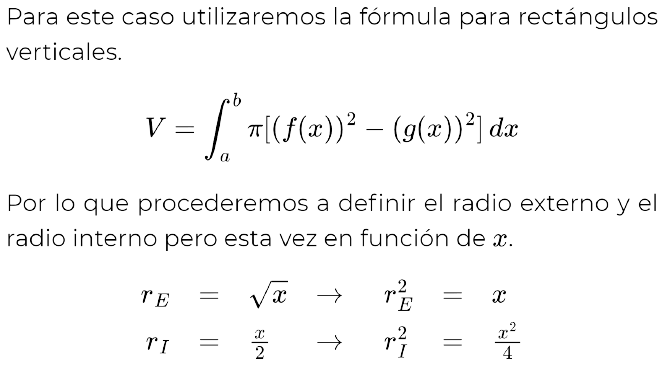 Para este caso utilizaremos la fórmula para rectángulos
verticales.
V = ∫_a^b π[(f(x))² − (g(x))²] dx
Por lo que procederemos a definir el radio externo y el
radio interno pero esta vez en función de x.
r_E = √x → r_E² = x
r_I = x/2 → r_I² = x²/4